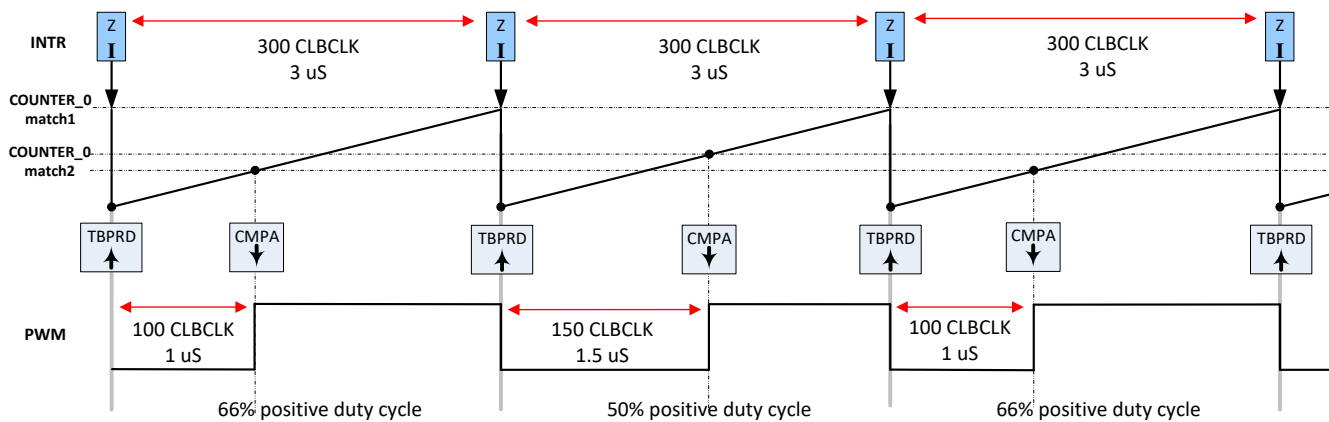 Z
I
Z
I
Z
I
Z
I
INTR
300 CLBCLK
3 uS
300 CLBCLK
3 uS
300 CLBCLK
3 uS
COUNTER_0
match1
COUNTER_0
match2
TBPRD
CMPA
TBPRD
CMPA
TBPRD
CMPA
TBPRD
PWM
100 CLBCLK
1 uS
150 CLBCLK
1.5 uS
100 CLBCLK
1 uS
66% positive duty cycle
50% positive duty cycle
66% positive duty cycle